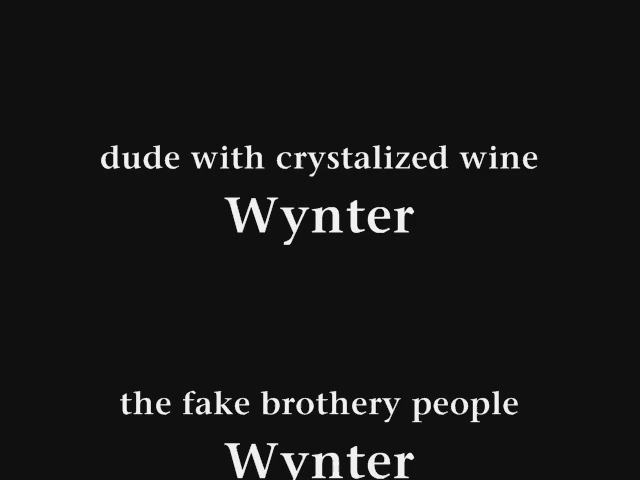 dude with crystalized wine
Wynter
the fake brothery people
Wynter